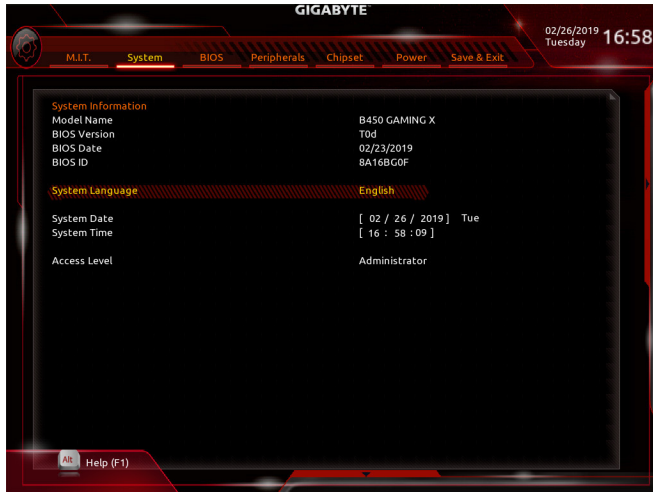 GIGABYTE
02/26/2019 16:58
Tuesday
M.I.T. System BIOS Peripherals Chipset Power Save & Exit
System Information
Model Name B450 GAMING X
BIOS Version T0d
BIOS Date 02/23/2019
BIOS ID 8A16BG0F
System Language English
System Date [ 02 / 26 / 2019 ] Tue
System Time [ 16 : 58 : 09 ]
Access Level Administrator
Alt Help (F1)